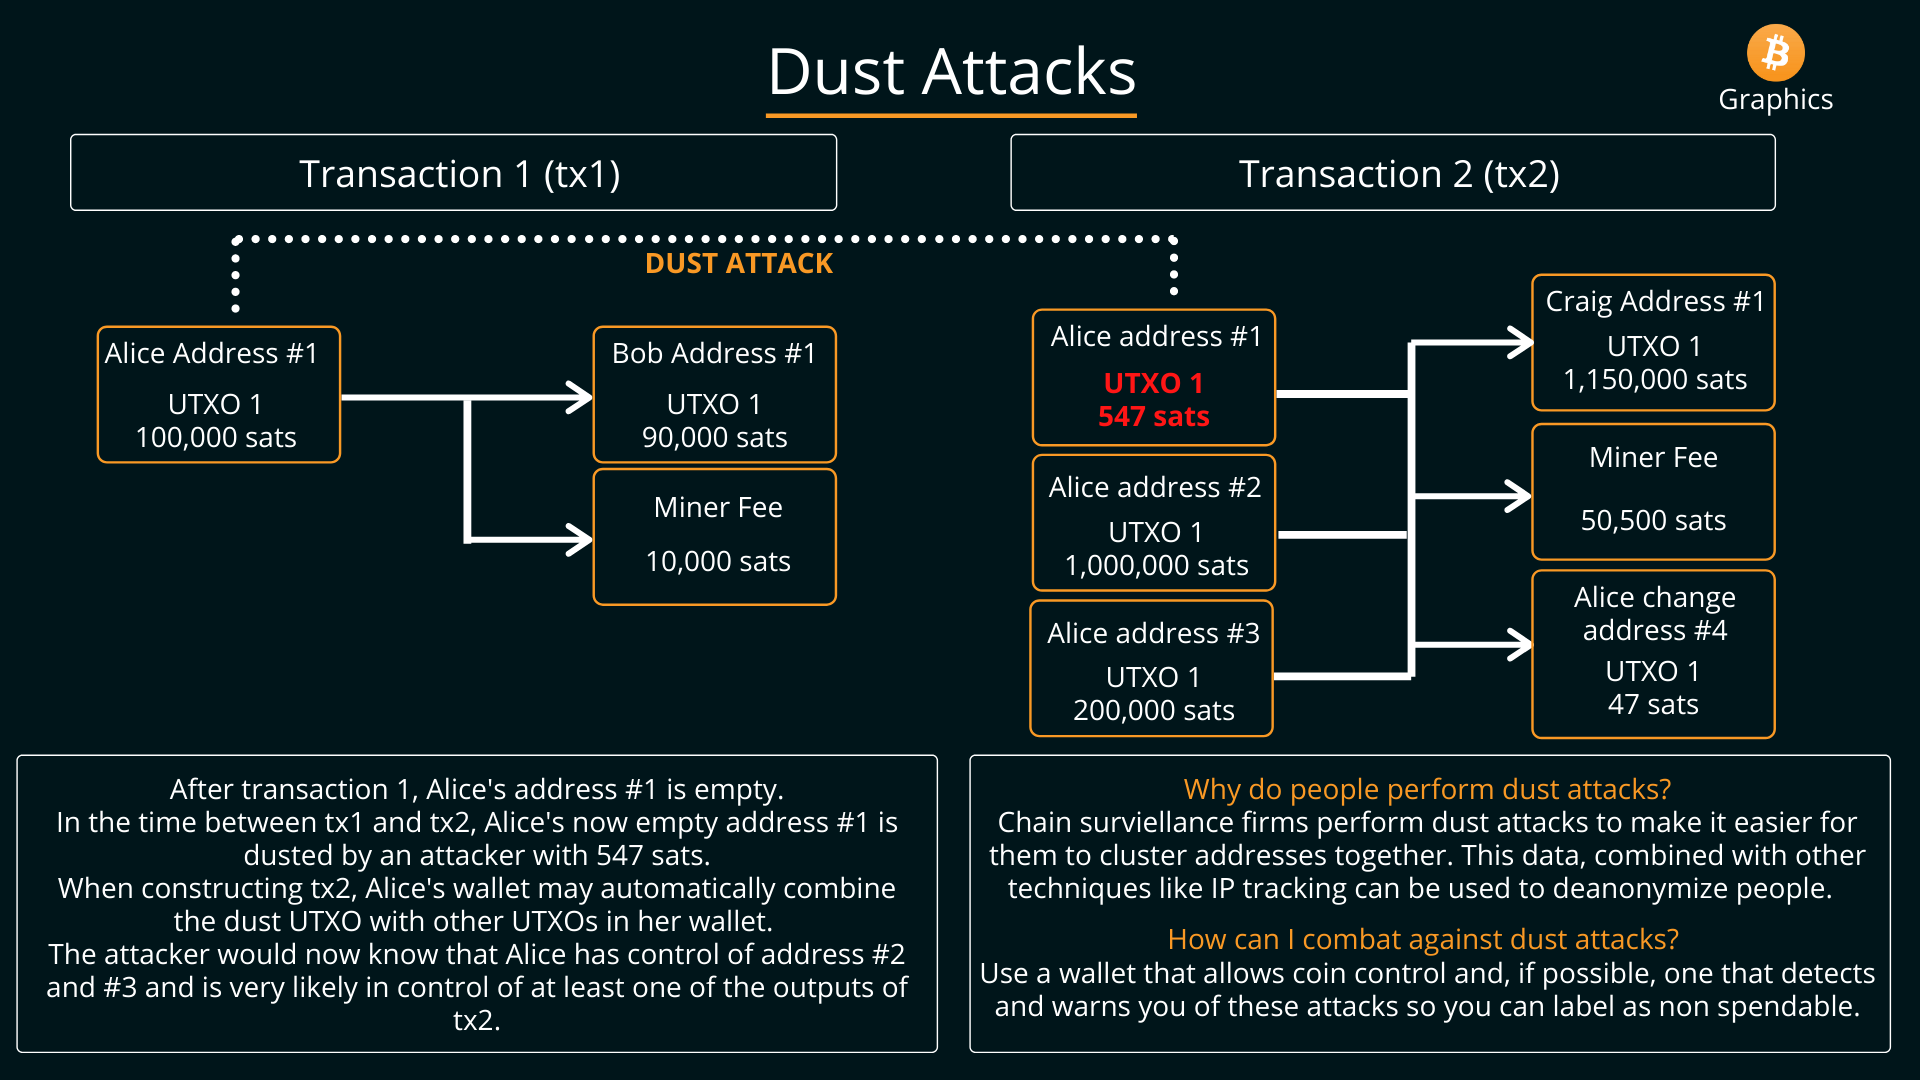 Dust Attacks
Graphics
Transaction 1 (tx1)
Transaction 2 (tx2)
DUST ATTACK
Alice Address #1
UTXO 1
100,000 sats
Bob Address #1
UTXO 1
90,000 sats
Miner Fee
10,000 sats
Alice address #1
UTXO 1
547 sats
Alice address #2
UTXO 1
1,000,000 sats
Alice address #3
UTXO 1
200,000 sats
Craig Address #1
UTXO 1
1,150,000 sats
Miner Fee
50,500 sats
Alice change
address #4
UTXO 1
47 sats
After transaction 1, Alice's address #1 is empty.
In the time between tx1 and tx2, Alice's now empty address #1 is
dusted by an attacker with 547 sats.
When constructing tx2, Alice's wallet may automatically combine
the dust UTXO with other UTXOs in her wallet.
The attacker would now know that Alice has control of address #2
and #3 and is very likely in control of at least one of the outputs of
tx2.
Why do people perform dust attacks?
Chain surviellance firms perform dust attacks to make it easier for
them to cluster addresses together. This data, combined with other
techniques like IP tracking can be used to deanonymize people.
How can I combat against dust attacks?
Use a wallet that allows coin control and, if possible, one that detects
and warns you of these attacks so you can label as non spendable.